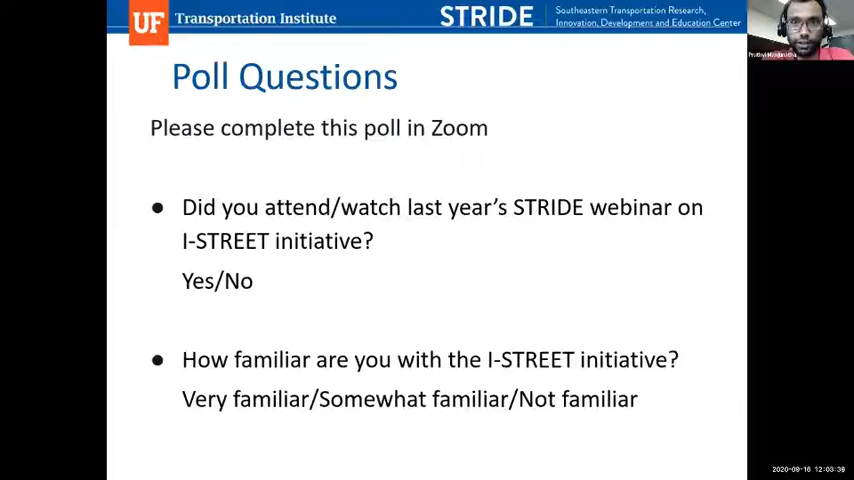 UF Transportation Institute
STRIDE
Southeastern Transportation Research,
Innovation, Development and Education Center
Poll Questions
Please complete this poll in Zoom
● Did you attend/watch last year's STRIDE webinar on
I-STREET initiative?
Yes/No
● How familiar are you with the I-STREET initiative?
Very familiar/Somewhat familiar/Not familiar
2020-09-16 12:03:39